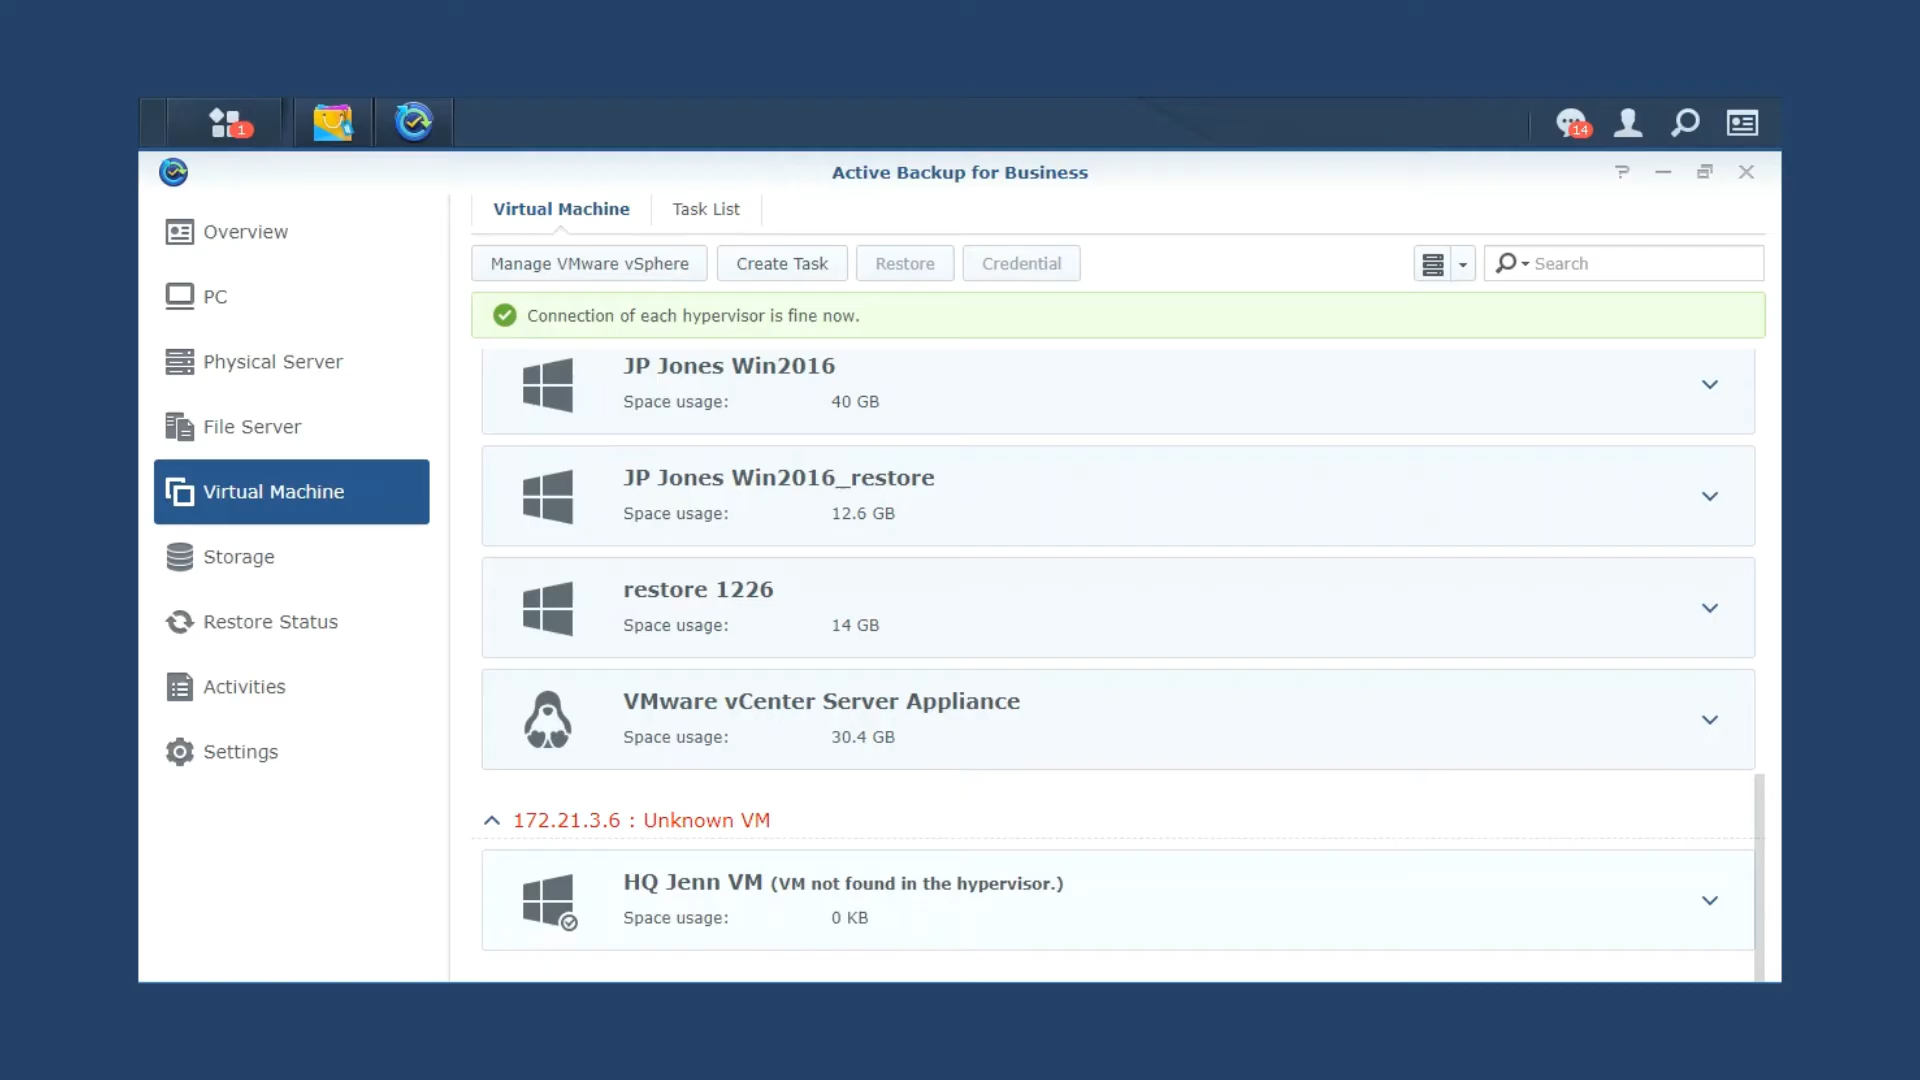 1
14
Active Backup for Business
Overview
PC
Physical Server
File Server
Virtual Machine
Storage
Restore Status
Activities
Settings
Virtual Machine Task List
Manage VMware vSphere Create Task Restore Credential Search
Connection of each hypervisor is fine now.
JP Jones Win2016
Space usage: 40 GB
JP Jones Win2016_restore
Space usage: 12.6 GB
restore 1226
Space usage: 14 GB
VMware vCenter Server Appliance
Space usage: 30.4 GB
172.21.3.6 : Unknown VM
HQ Jenn VM (VM not found in the hypervisor.)
Space usage: 0 KB